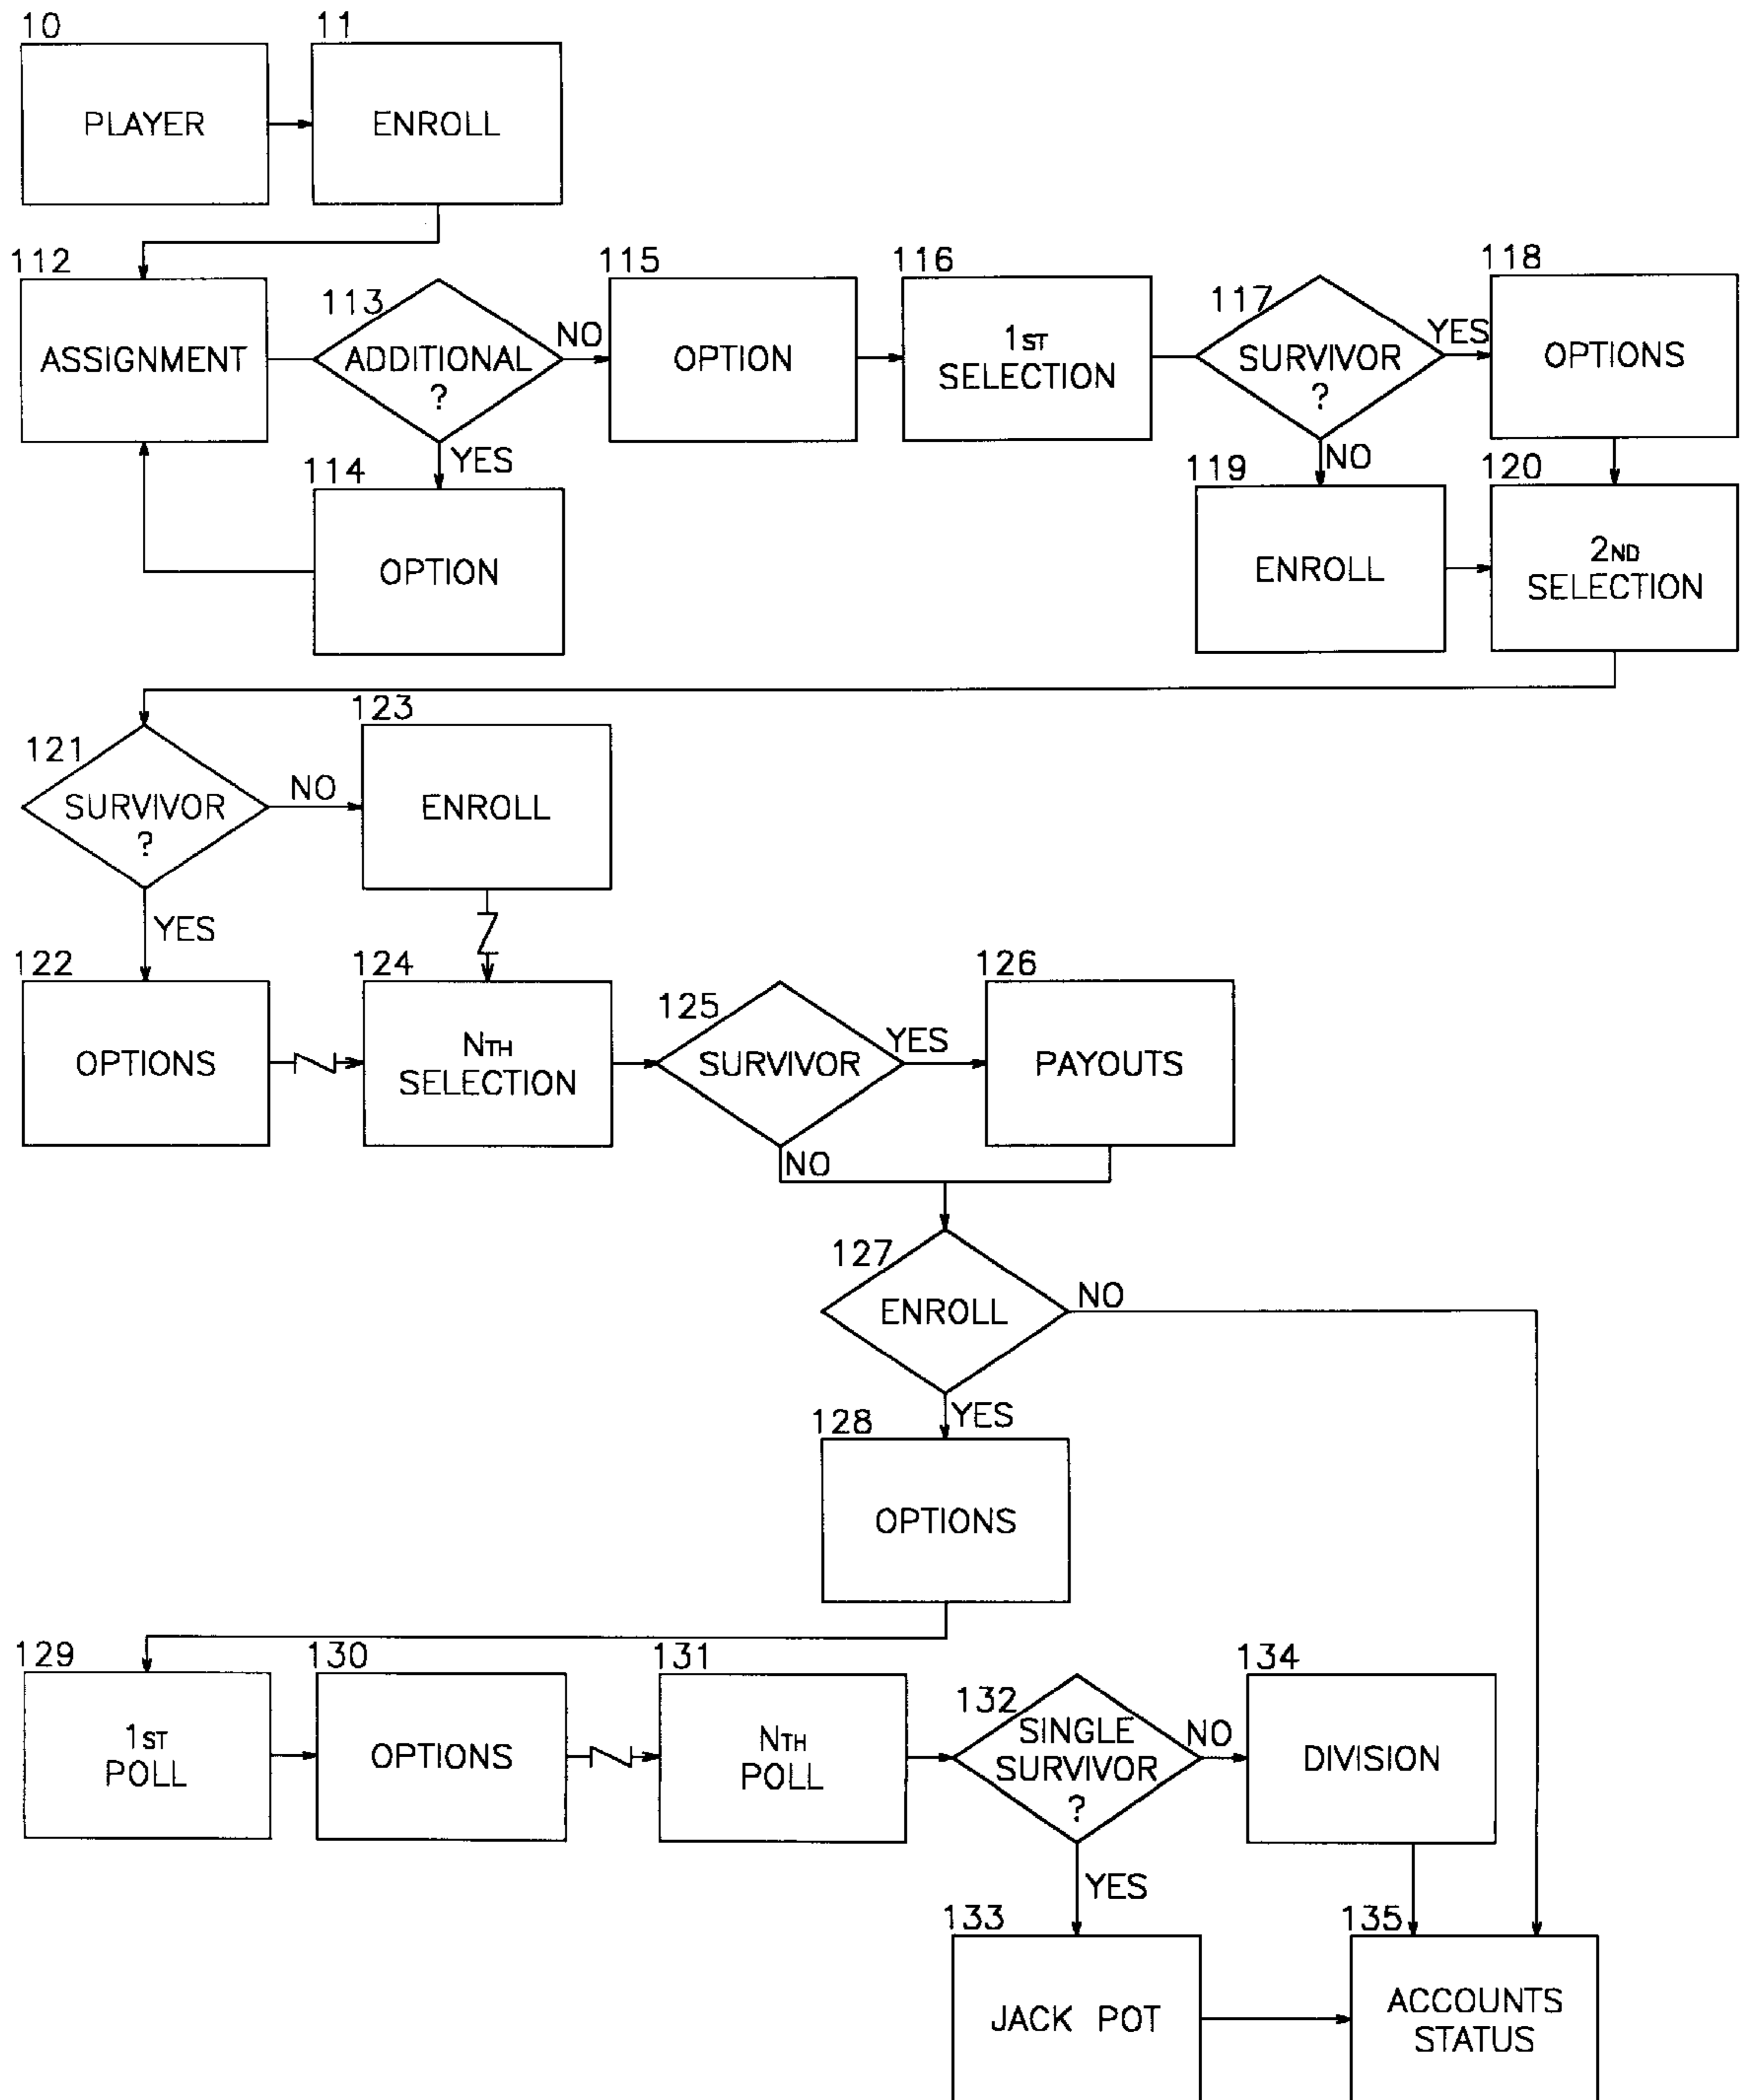 10
11
PLAYER
ENROLL
112
113
115
116
117
118
ASSIGNMENT
ADDITIONAL
?
NO
OPTION
1ST
SELECTION
SURVIVOR
?
YES
OPTIONS
YES
NO
114
119
120
OPTION
ENROLL
2ND
SELECTION
121
123
SURVIVOR
?
NO
ENROLL
YES
122
124
125
126
OPTIONS
NTH
SELECTION
SURVIVOR
YES
PAYOUTS
NO
127
ENROLL
NO
YES
128
OPTIONS
129
130
131
132
134
1ST
POLL
OPTIONS
NTH
POLL
SINGLE
SURVIVOR
?
NO
DIVISION
YES
133
135
JACK POT
ACCOUNTS
STATUS